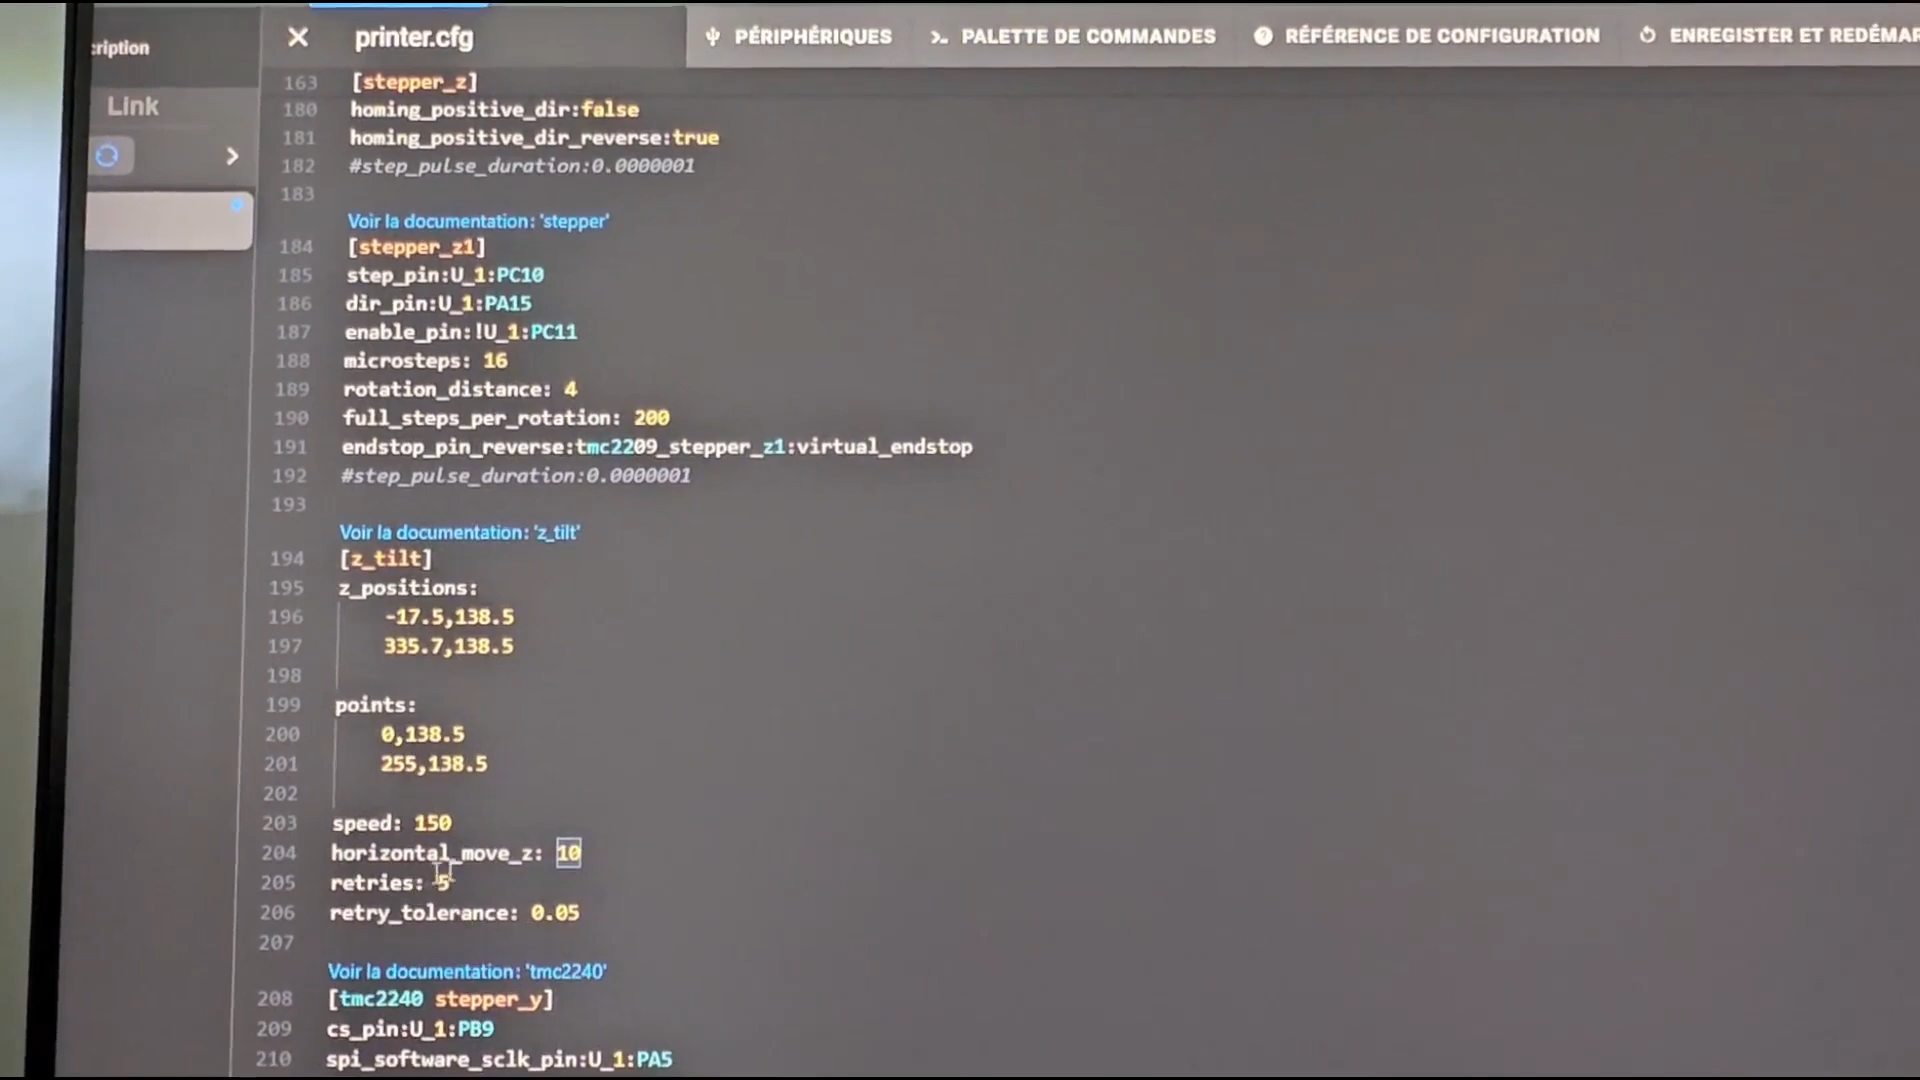 cription
printer.cfg
PÉRIPHÉRIQUES
PALETTE DE COMMANDES
RÉFÉRENCE DE CONFIGURATION
ENREGISTRER ET REDÉMAR
Link
163 [stepper_z]
180 homing_positive_dir:false
181 homing_positive_dir_reverse:true
182 #step_pulse_duration:0.0000001
183
Voir la documentation: 'stepper'
184 [stepper_z1]
185 step_pin:U_1:PC10
186 dir_pin:U_1:PA15
187 enable_pin:!U_1:PC11
188 microsteps: 16
189 rotation_distance: 4
190 full_steps_per_rotation: 200
191 endstop_pin_reverse:tmc2209_stepper_z1:virtual_endstop
192 #step_pulse_duration:0.0000001
193
Voir la documentation: 'z_tilt'
194 [z_tilt]
195 z_positions:
196 -17.5,138.5
197 335.7,138.5
198
199 points:
200 0,138.5
201 255,138.5
202
203 speed: 150
204 horizontal_move_z: 10
205 retries: 5
206 retry_tolerance: 0.05
207
Voir la documentation: 'tmc2240'
208 [tmc2240 stepper_y]
209 cs_pin:U_1:PB9
210 spi_software_sclk_pin:U_1:PA5